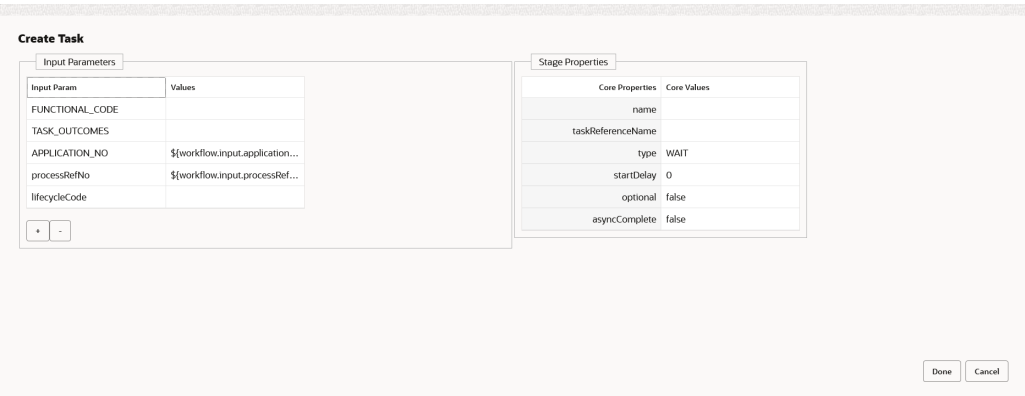 Create Task
Input Parameters
Input Param Values
FUNCTIONAL_CODE
TASK_OUTCOMES
APPLICATION_NO ${workflow.input.application...
processRefNo ${workflow.input.processRef...
lifecycleCode
+ -
Stage Properties
Core Properties Core Values
name
taskReferenceName
type WAIT
startDelay 0
optional false
asyncComplete false
Done Cancel